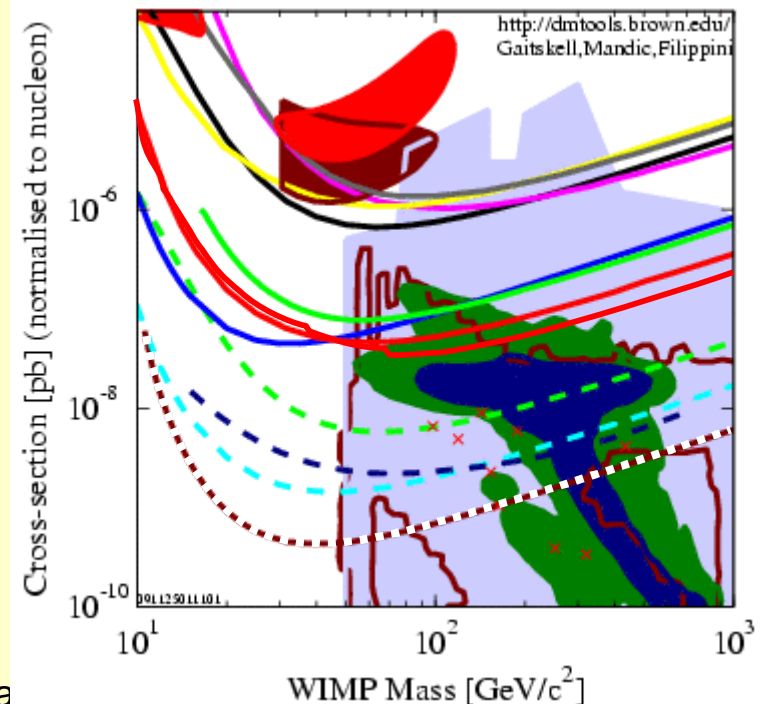 http://dmtools.brown.edu/
Gaitskell,Mandic,Filippini
Cross-section [pb] (normalised to nucleon)
10^-6
10^-8
10^-10
091125011101
10^1
10^2
10^3
WIMP Mass [GeV/c^2]
a